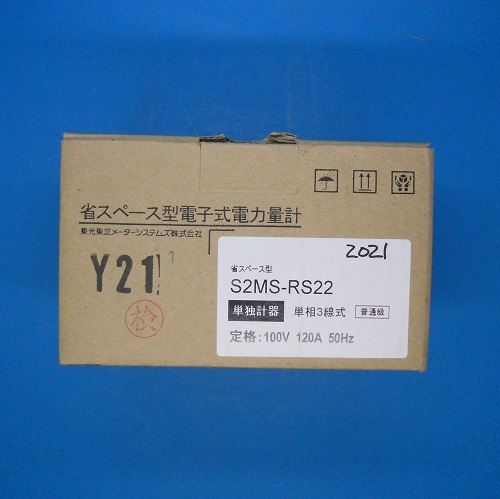 省スペース型電子式電力量計
東光東芝メーターシステムズ株式会社
Y21
松
2021
省スペース型
S2MS-RS22
単独計器 単相3線式 普通級
定格:100V 120A 50Hz